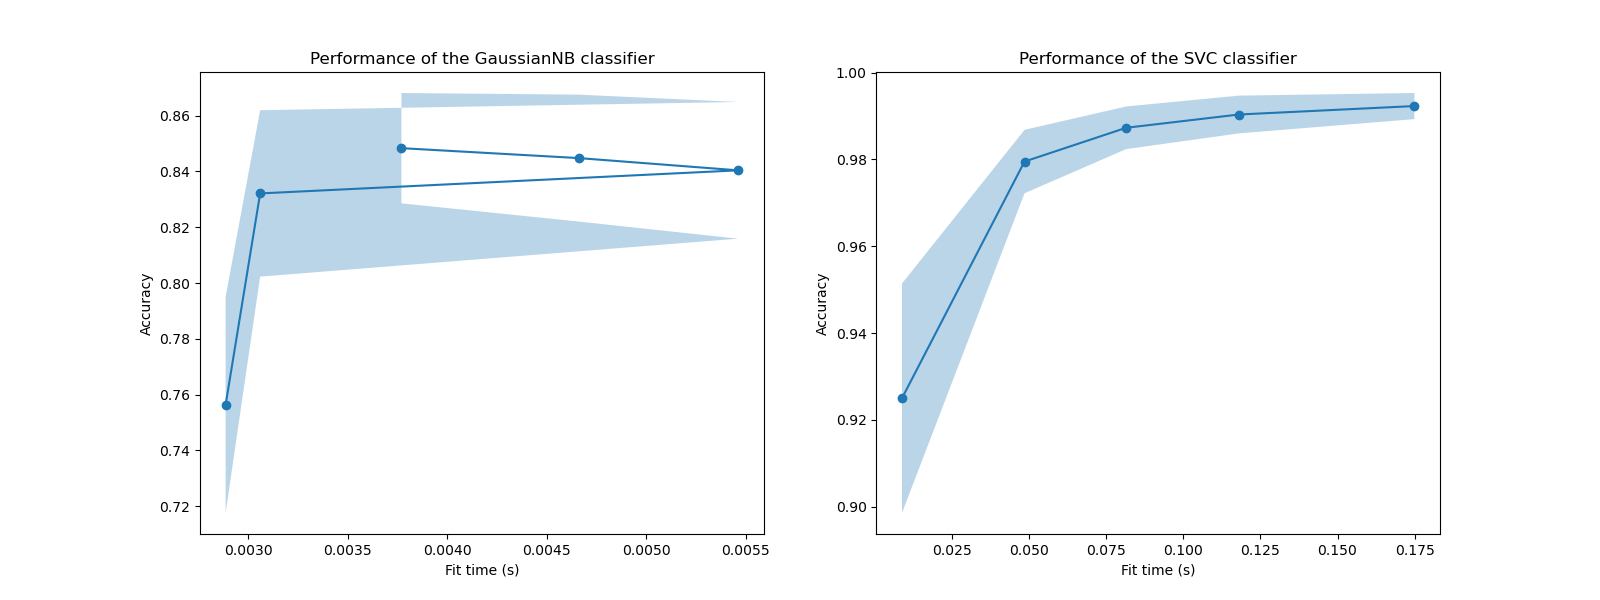 Performance of the GaussianNB classifier
Accuracy
0.86
0.84
0.82
0.80
0.78
0.76
0.74
0.72
0.0030 0.0035 0.0040 0.0045 0.0050 0.0055
Fit time (s)
Performance of the SVC classifier
Accuracy
1.00
0.98
0.96
0.94
0.92
0.90
0.025 0.050 0.075 0.100 0.125 0.150 0.175
Fit time (s)